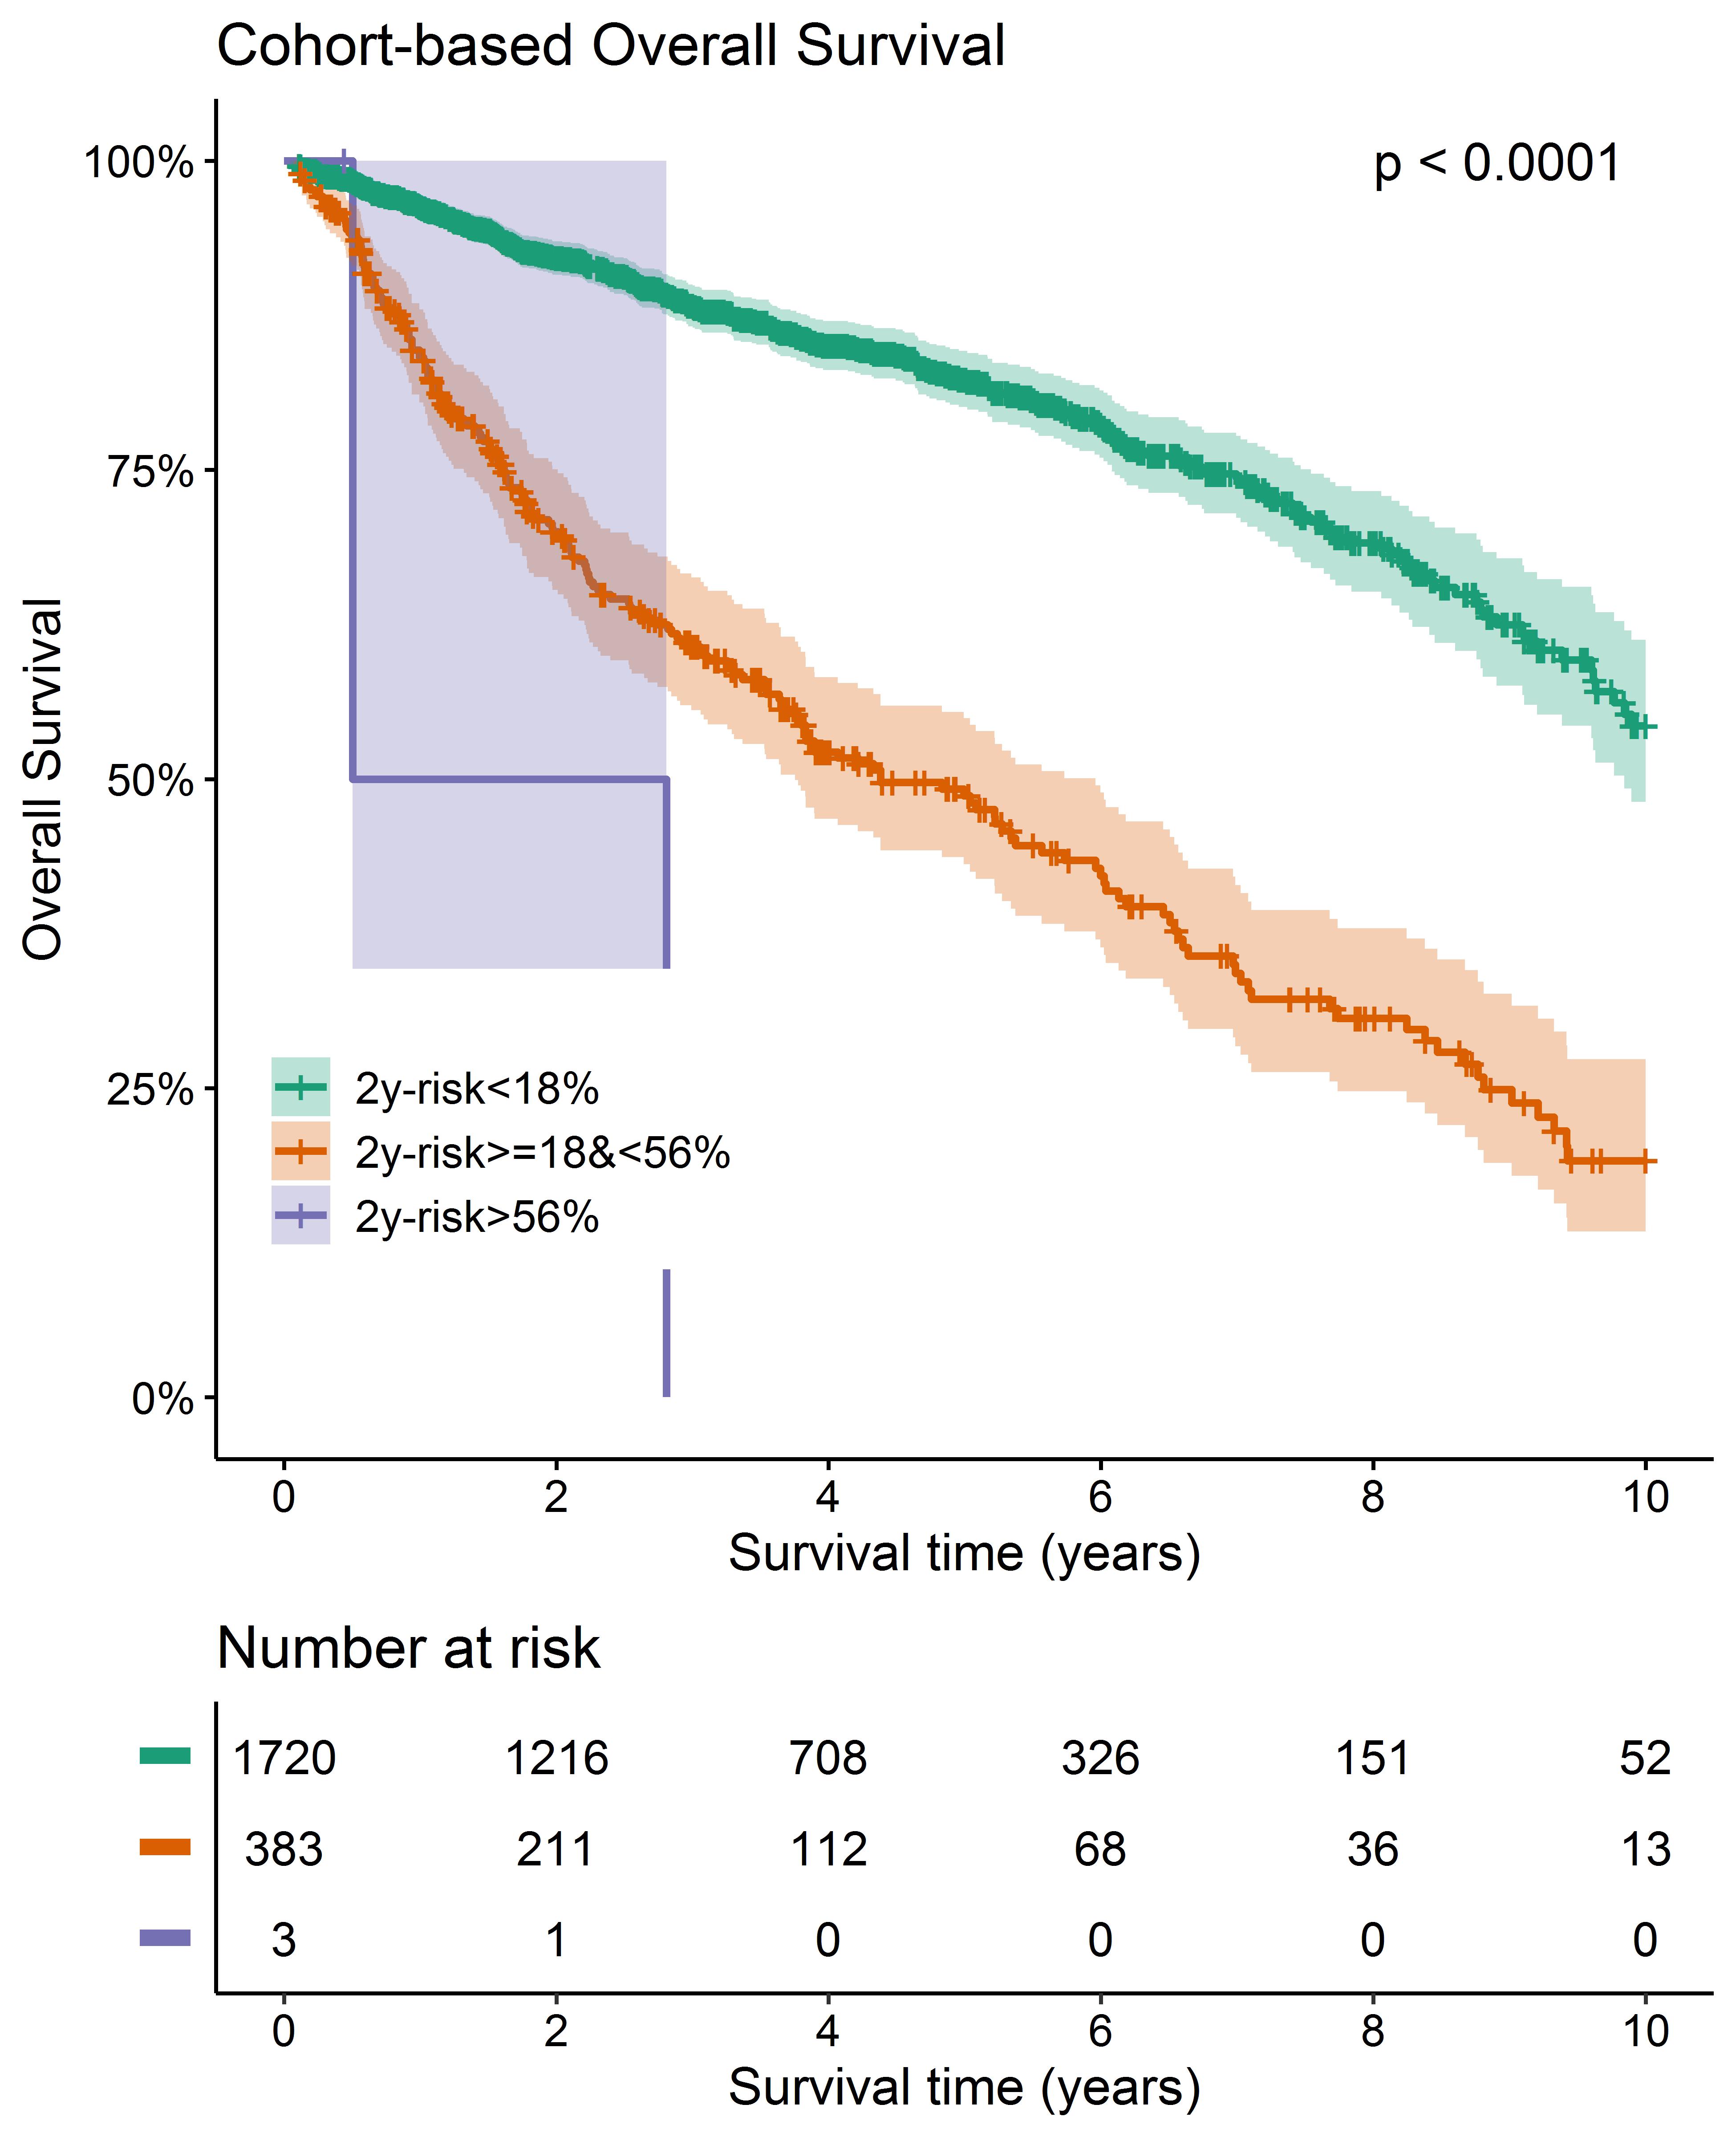 Cohort-based Overall Survival
p < 0.0001
100%
75%
50%
25%
0%
Overall Survival
2y-risk<18%
2y-risk>=18&<56%
2y-risk>56%
0 2 4 6 8 10
Survival time (years)
Number at risk
1720 1216 708 326 151 52
383 211 112 68 36 13
3 1 0 0 0 0
0 2 4 6 8 10
Survival time (years)